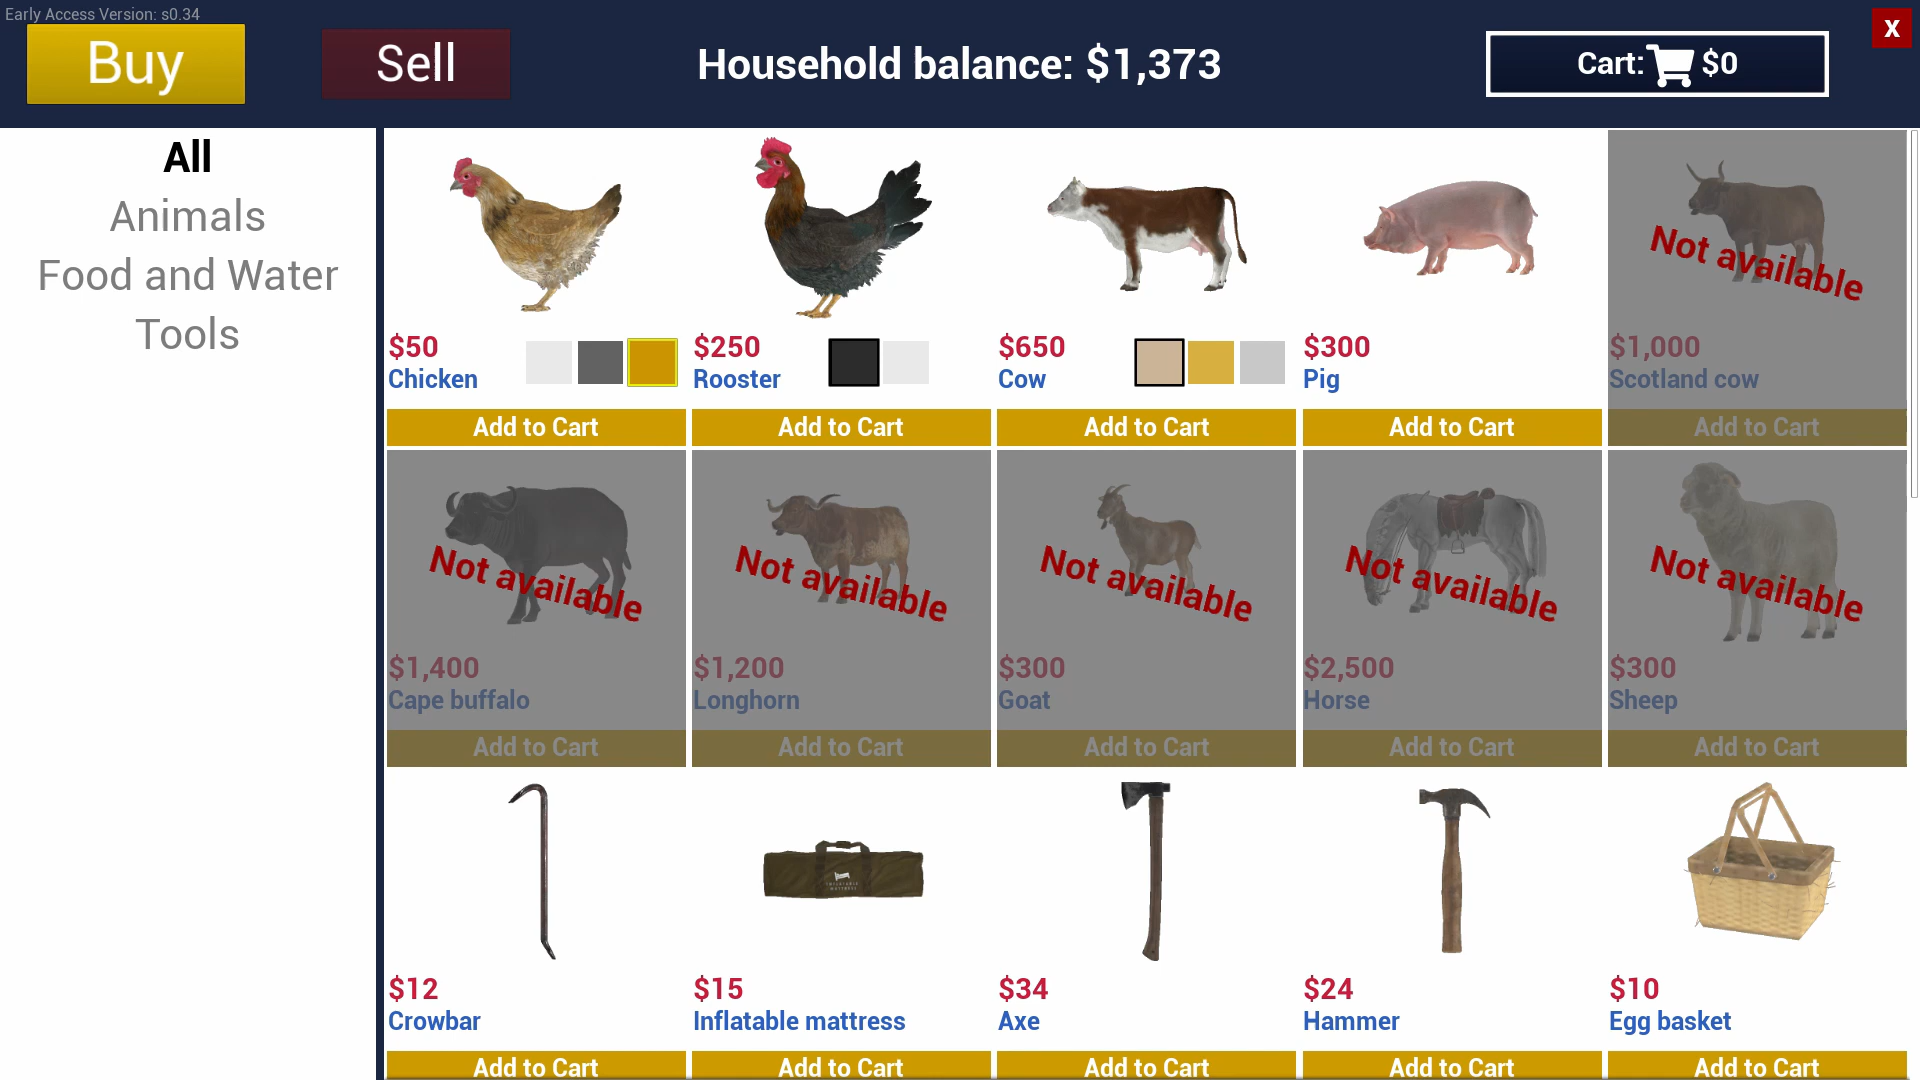 Early Access Version: s0.34
Buy
Sell
Household balance: $1,373
Cart: $0
X
All
Animals
Food and Water
Tools
$50
Chicken
Add to Cart
$250
Rooster
Add to Cart
$650
Cow
Add to Cart
$300
Pig
Add to Cart
Not available
$1,000
Scotland cow
Add to Cart
Not available
$1,400
Cape buffalo
Add to Cart
Not available
$1,200
Longhorn
Add to Cart
Not available
$300
Goat
Add to Cart
Not available
$2,500
Horse
Add to Cart
Not available
$300
Sheep
Add to Cart
$12
Crowbar
Add to Cart
INFLATABLE
MATTRESS
$15
Inflatable mattress
Add to Cart
$34
Axe
Add to Cart
$24
Hammer
Add to Cart
$10
Egg basket
Add to Cart